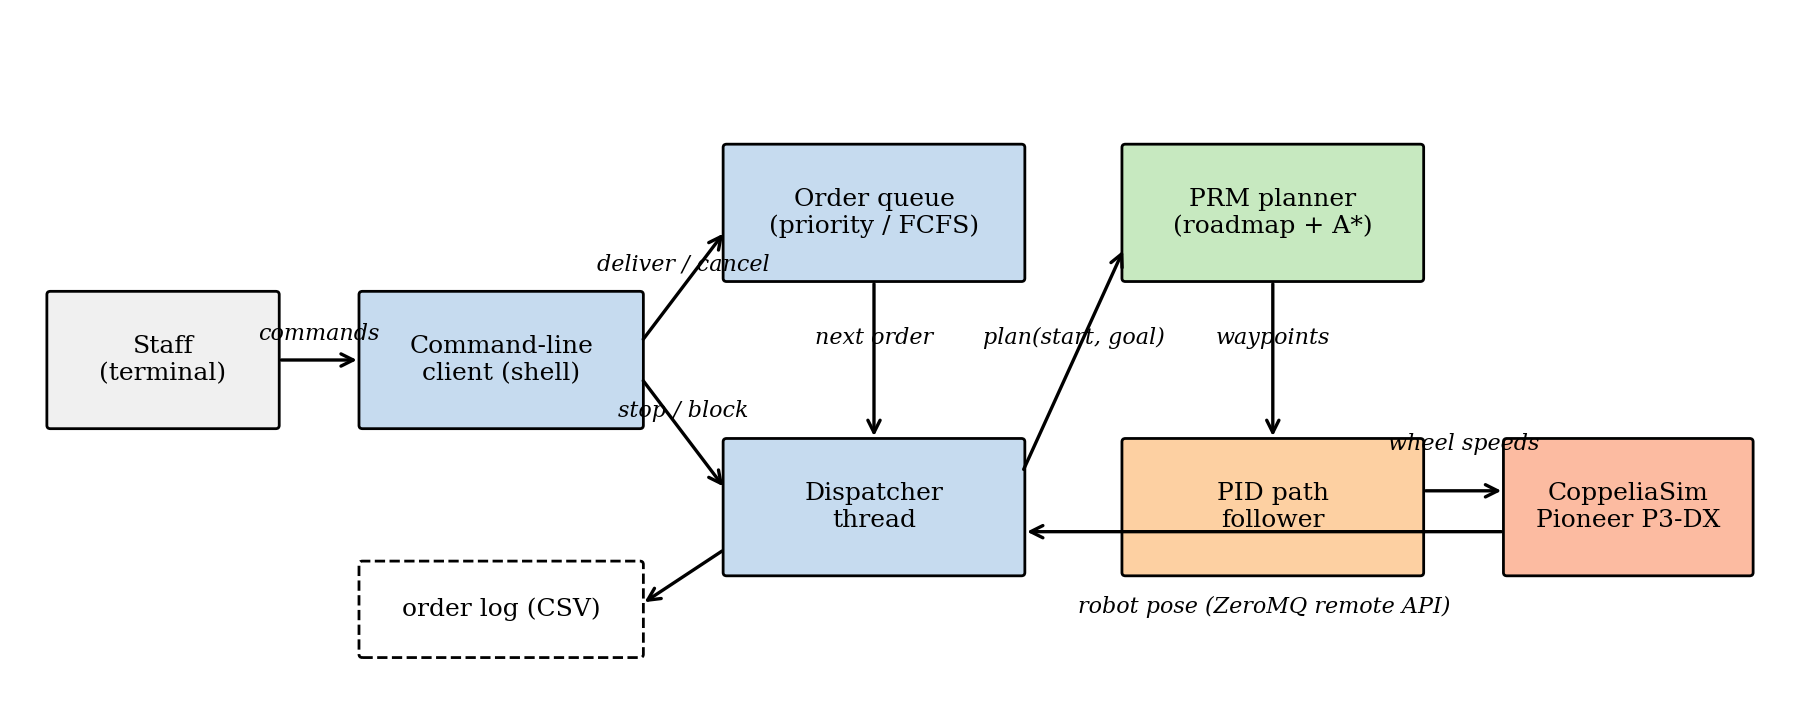 Order queue
(priority / FCFS)
PRM planner
(roadmap + A*)
deliver / cancel
commands
Staff
(terminal)
Command-line
client (shell)
next order
plan(start, goal)
waypoints
stop / block
wheel speeds
Dispatcher
thread
PID path
follower
CoppeliaSim
Pioneer P3-DX
order log (CSV)
robot pose (ZeroMQ remote API)